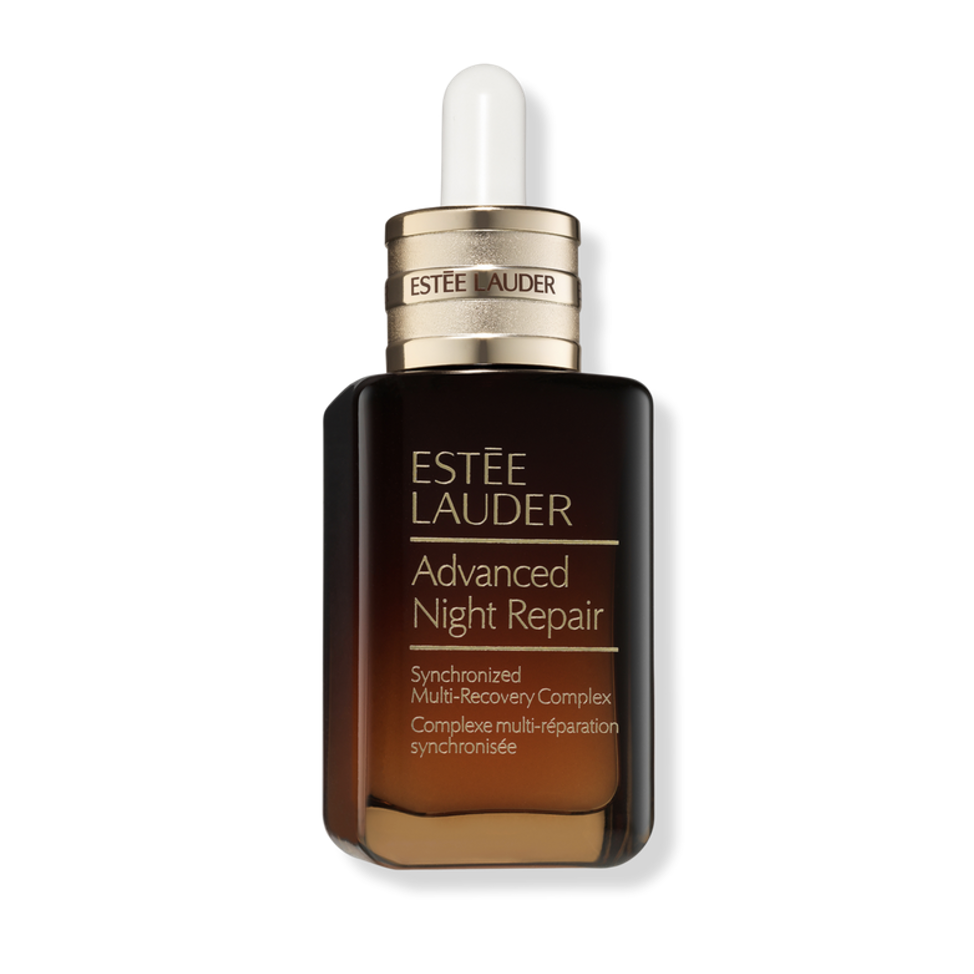 ESTĒE LAUDER
ESTĒE
LAUDER
Advanced
Night Repair
Synchronized
Multi-Recovery Complex
Complexe multi-réparation
synchronisée